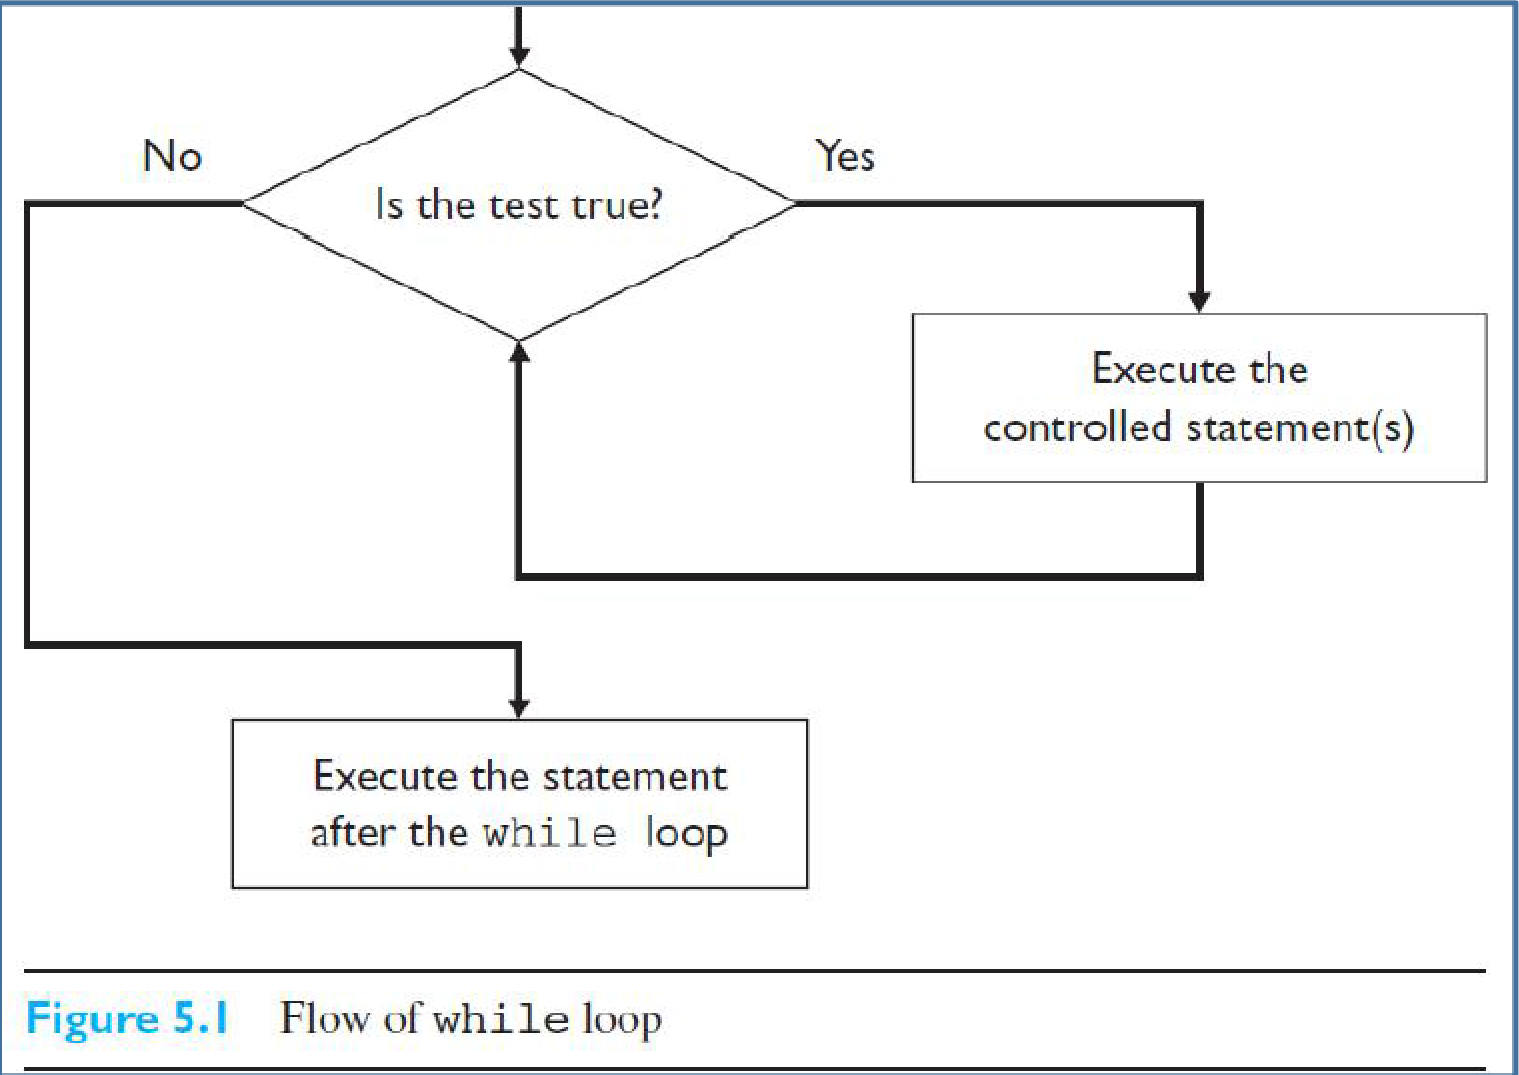 No
Yes
Is the test true?
Execute the
controlled statement(s)
Execute the statement
after the while loop
Figure 5.1 Flow of while loop